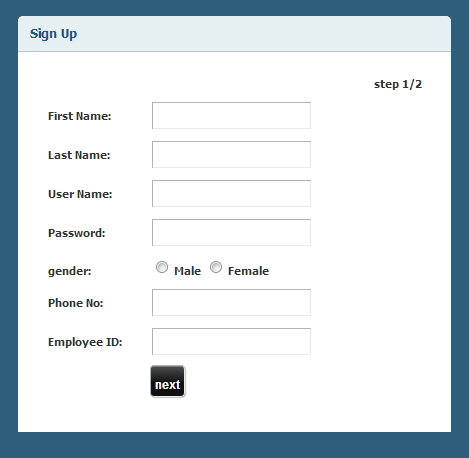 Sign Up
step 1/2
First Name:
Last Name:
User Name:
Password:
gender: Male Female
Phone No:
Employee ID:
next